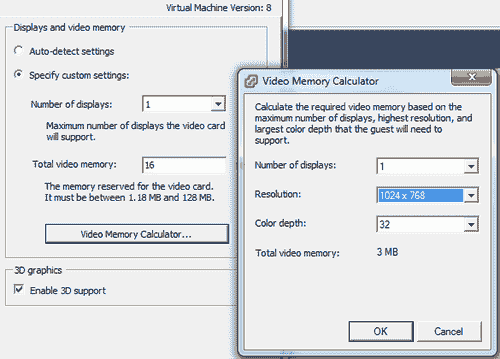 Virtual Machine Version: 8
Displays and video memory
Auto-detect settings
Specify custom settings:
Number of displays: 1
Maximum number of displays the video card
will support.
Total video memory: 16
The memory reserved for the video card.
It must be between 1.18 MB and 128 MB.
Video Memory Calculator...
3D graphics
Enable 3D support
Video Memory Calculator
Calculate the required video memory based on the
maximum number of displays, highest resolution, and
largest color depth that the guest will need to
support.
Number of displays: 1
Resolution: 1024 x 768
Color depth: 32
Total video memory: 3 MB
OK Cancel